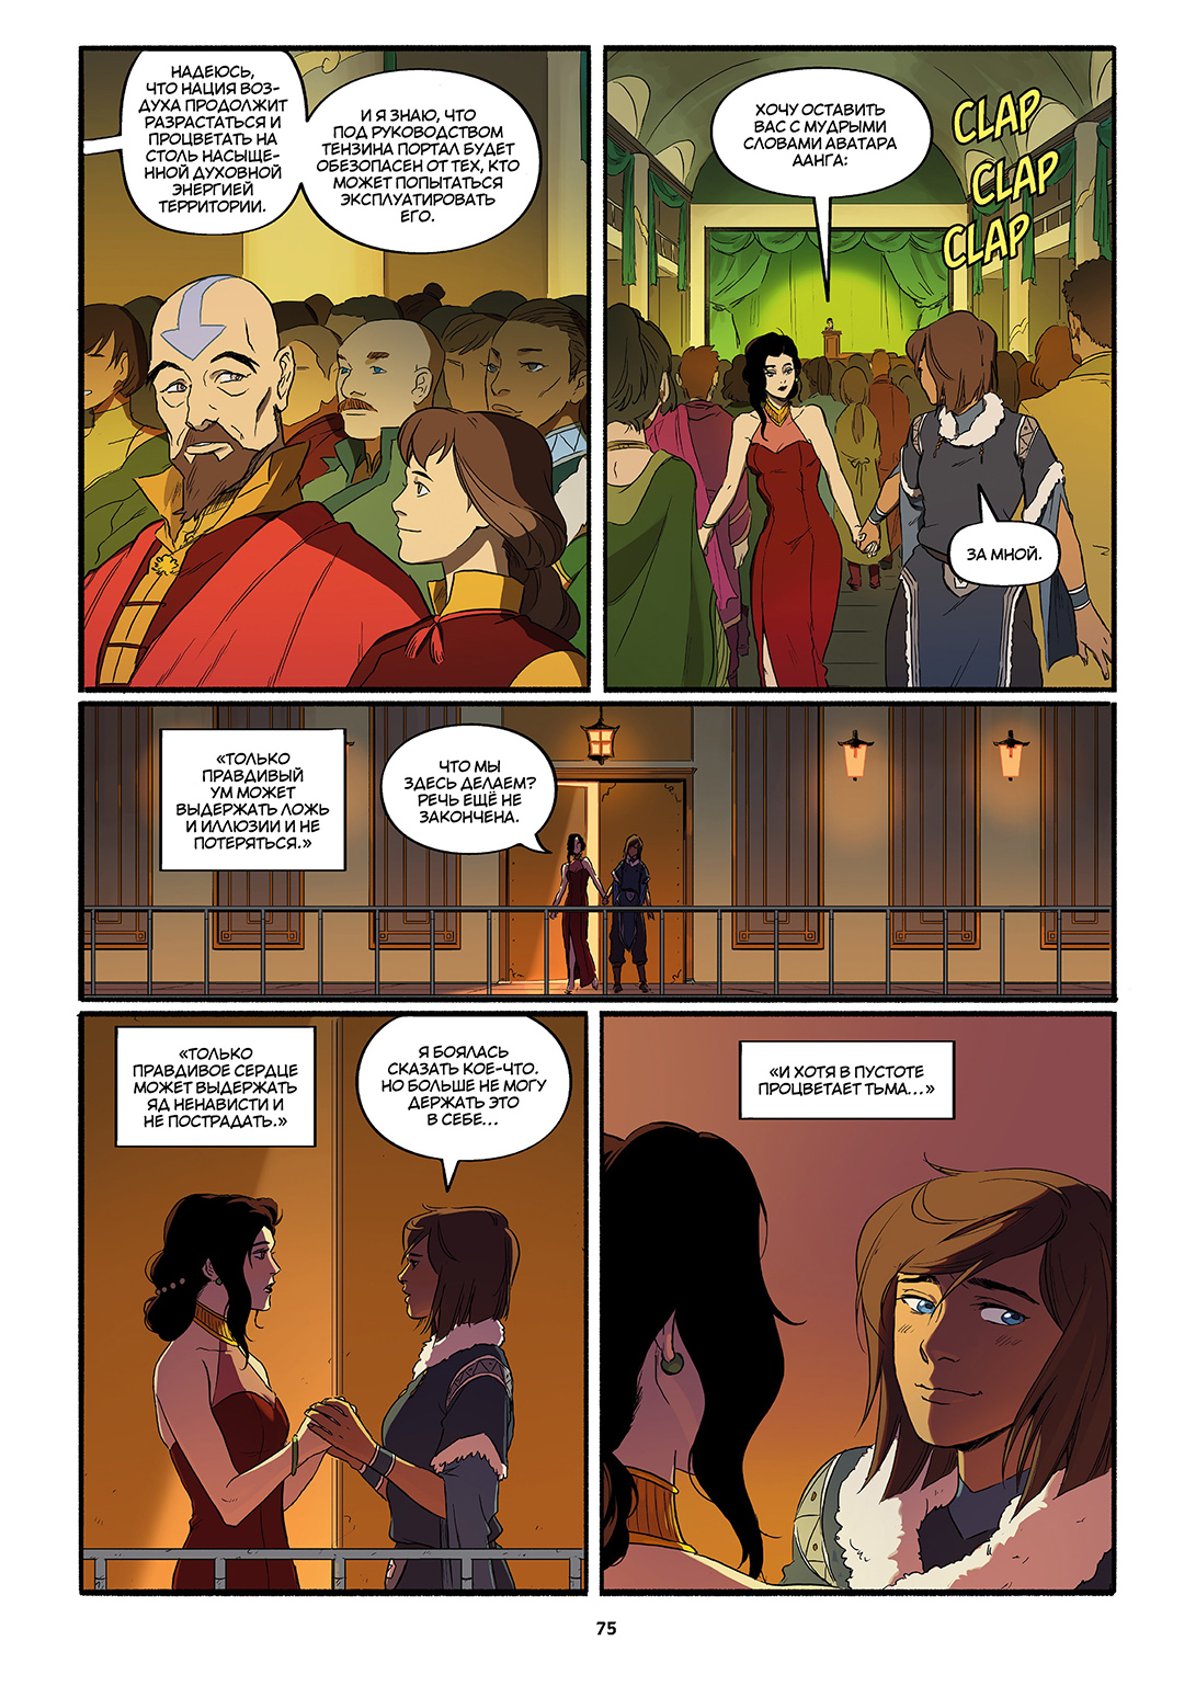 НАДЕЮСЬ,
ЧТО НАЦИЯ ВОЗ-
ДУХА ПРОДОЛЖИТ
РАЗРАСТАТЬСЯ И
ПРОЦВЕТАТЬ НА
СТОЛЬ НАСЫЩЕ-
ННОЙ ДУХОВНОЙ
ЭНЕРГИЕЙ
ТЕРРИТОРИИ.
И Я ЗНАЮ, ЧТО
ПОД РУКОВОДСТВОМ
ТЕНЗИНА ПОРТАЛ БУДЕТ
ОБЕЗОПАСЕН ОТ ТЕХ, КТО
МОЖЕТ ПОПЫТАТЬСЯ
ЭКСПЛУАТИРОВАТЬ
ЕГО.
ХОЧУ ОСТАВИТЬ
ВАС С МУДРЫМИ
СЛОВАМИ АВАТАРА
ААНГА:
CLAP
CLAP
CLAP
ЗА МНОЙ.
«ТОЛЬКО
ПРАВДИВЫЙ
УМ МОЖЕТ
ВЫДЕРЖАТЬ ЛОЖЬ
И ИЛЛЮЗИИ И НЕ
ПОТЕРЯТЬСЯ.»
ЧТО МЫ
ЗДЕСЬ ДЕЛАЕМ?
РЕЧЬ ЕЩЁ НЕ
ЗАКОНЧЕНА.
«ТОЛЬКО
ПРАВДИВОЕ СЕРДЦЕ
МОЖЕТ ВЫДЕРЖАТЬ
ЯД НЕНАВИСТИ И
НЕ ПОСТРАДАТЬ.»
Я БОЯЛАСЬ
СКАЗАТЬ КОЕ-ЧТО.
НО БОЛЬШЕ НЕ МОГУ
ДЕРЖАТЬ ЭТО
В СЕБЕ...
«И ХОТЯ В ПУСТОТЕ
ПРОЦВЕТАЕТ ТЬМА...»
75